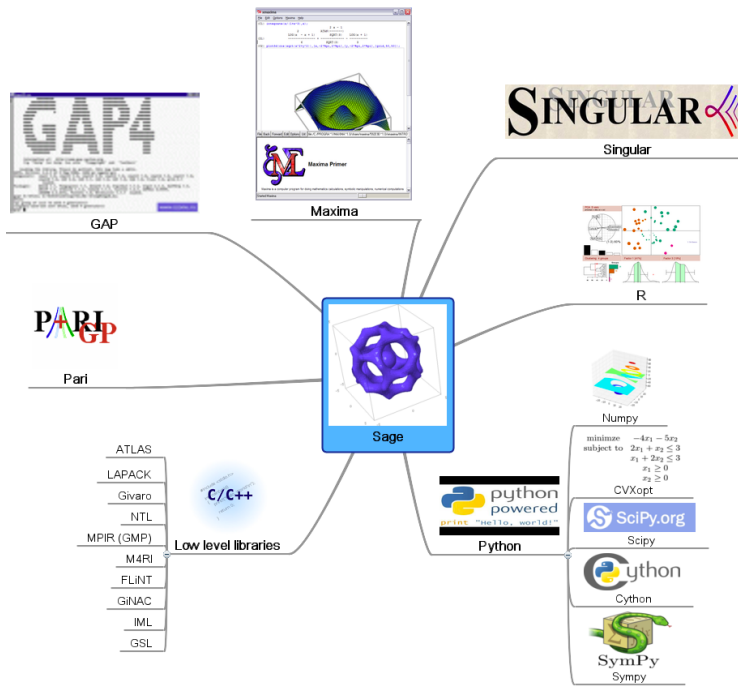 GAP4
GAP
Maxima Primer
Maxima
SINGULAR
Singular
R
PARI
GP
Pari
Sage
Numpy
minimze −4x₁ − 5x₂
subject to 2x₁ + x₂ ≤ 3
x₁ + 2x₂ ≤ 3
x₁ ≥ 0
x₂ ≥ 0
CVXopt
SciPy.org
Scipy
Cython
Cython
SymPy
Sympy
python
powered
print "Hello, world!"
Python
C/C++
Low level libraries
ATLAS
LAPACK
Givaro
NTL
MPIR (GMP)
M4RI
FLiNT
GiNAC
IML
GSL